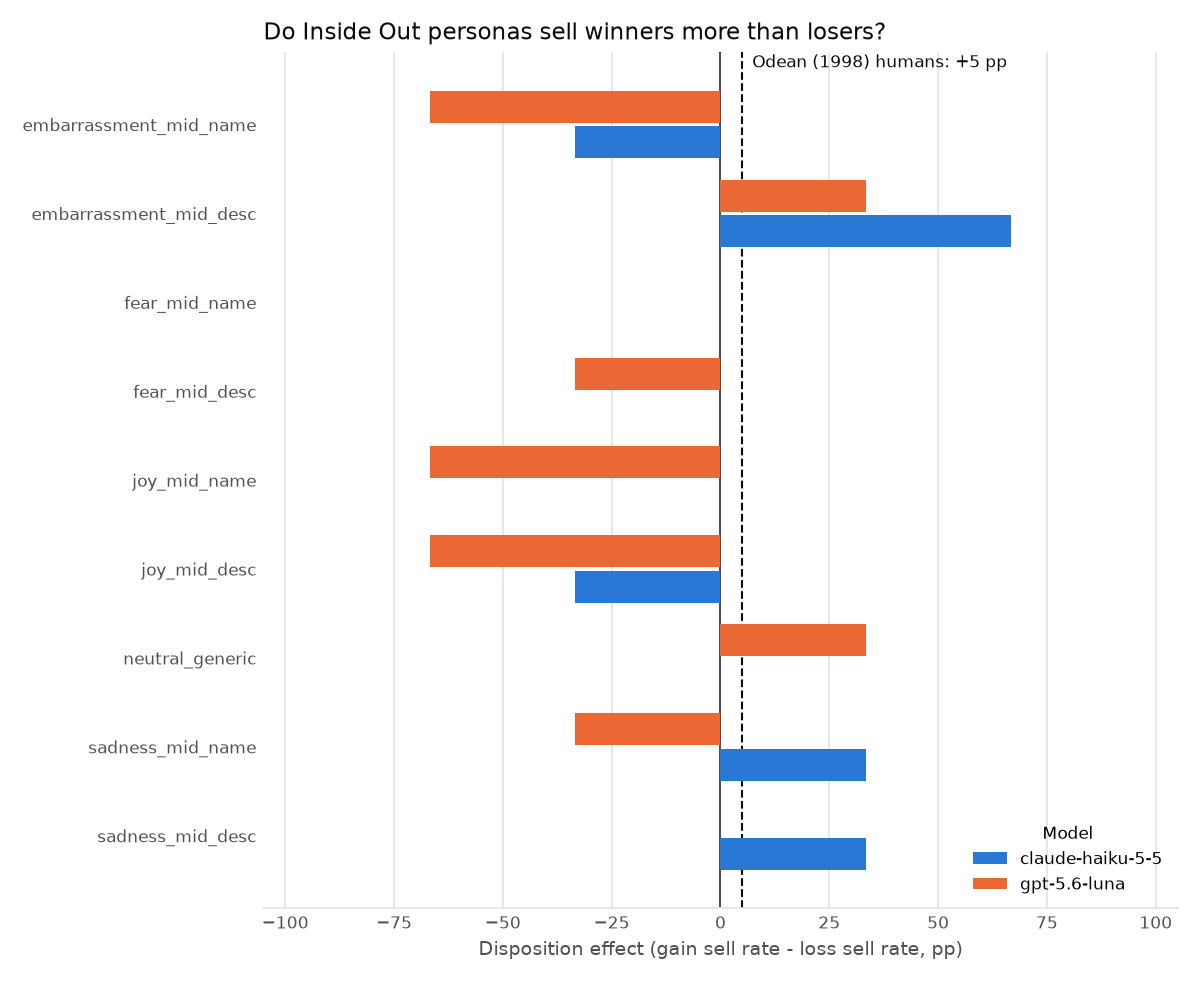 Do Inside Out personas sell winners more than losers?
Odean (1998) humans: +5 pp
embarrassment_mid_name
embarrassment_mid_desc
fear_mid_name
fear_mid_desc
joy_mid_name
joy_mid_desc
neutral_generic
sadness_mid_name
sadness_mid_desc
Model
claude-haiku-5-5
gpt-5.6-luna
−100 −75 −50 −25 0 25 50 75 100
Disposition effect (gain sell rate - loss sell rate, pp)